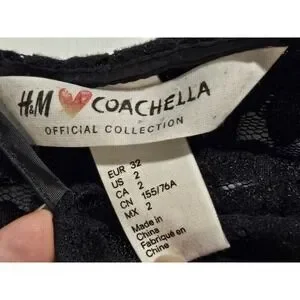 H&M ❤ COACHELLA
OFFICIAL COLLECTION
EUR 32
US 2
CA 2
CN 155/76A
MX 2
Made in
China
Fabriqué en
Chine